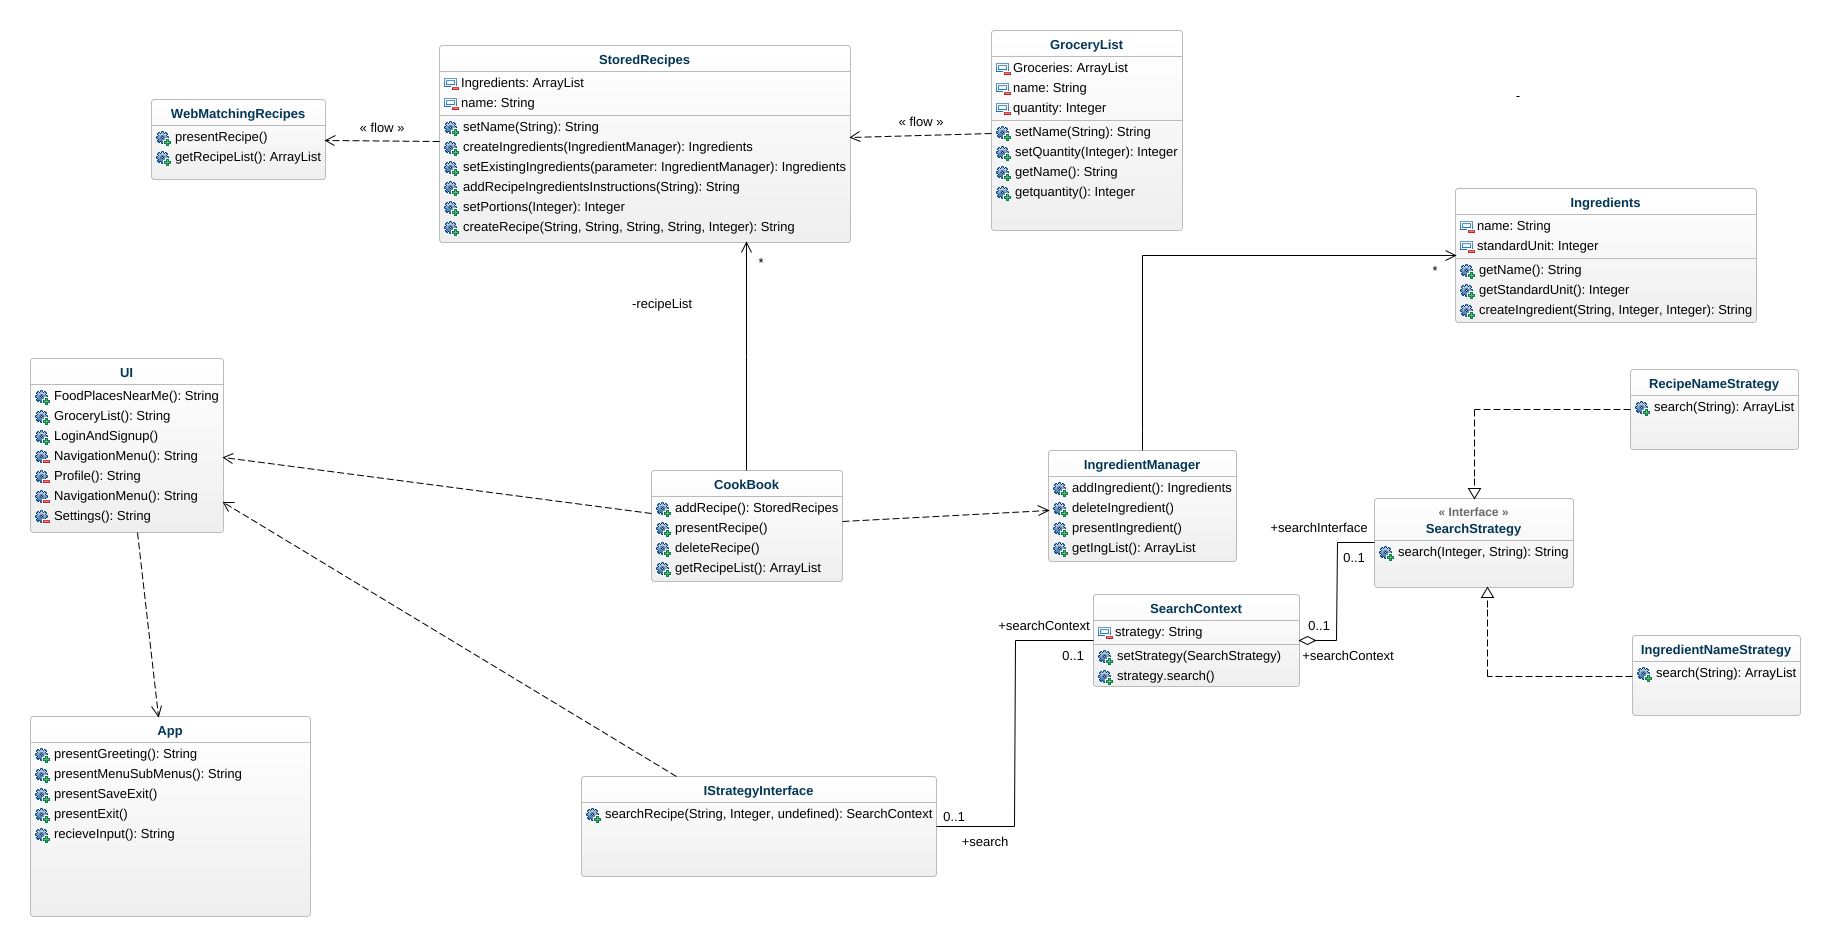 GroceryList
Groceries: ArrayList
name: String
quantity: Integer
setName(String): String
setQuantity(Integer): Integer
getName(): String
getquantity(): Integer
StoredRecipes
Ingredients: ArrayList
name: String
setName(String): String
createIngredients(IngredientManager): Ingredients
setExistingIngredients(parameter: IngredientManager): Ingredients
addRecipeIngredientsInstructions(String): String
setPortions(Integer): Integer
createRecipe(String, String, String, String, Integer): String
-
WebMatchingRecipes
presentRecipe()
getRecipeList(): ArrayList
« flow »
« flow »
Ingredients
name: String
standardUnit: Integer
getName(): String
getStandardUnit(): Integer
createIngredient(String, Integer, Integer): String
*
*
-recipeList
UI
FoodPlacesNearMe(): String
GroceryList(): String
LoginAndSignup()
NavigationMenu(): String
Profile(): String
NavigationMenu(): String
Settings(): String
RecipeNameStrategy
search(String): ArrayList
CookBook
addRecipe(): StoredRecipes
presentRecipe()
deleteRecipe()
getRecipeList(): ArrayList
IngredientManager
addIngredient(): Ingredients
deleteIngredient()
presentIngredient()
getIngList(): ArrayList
« Interface »
SearchStrategy
search(Integer, String): String
+searchInterface
0..1
SearchContext
strategy: String
setStrategy(SearchStrategy)
strategy.search()
+searchContext
0..1
0..1
+searchContext
IngredientNameStrategy
search(String): ArrayList
App
presentGreeting(): String
presentMenuSubMenus(): String
presentSaveExit()
presentExit()
recieveInput(): String
IStrategyInterface
searchRecipe(String, Integer, undefined): SearchContext
0..1
+search